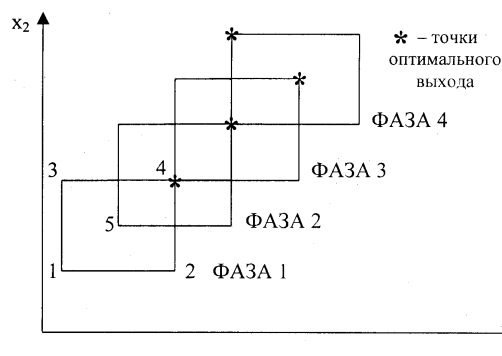 x₂
* – точки
оптимального
выхода
ФАЗА 4
3
4
ФАЗА 3
5
ФАЗА 2
1
2
ФАЗА 1